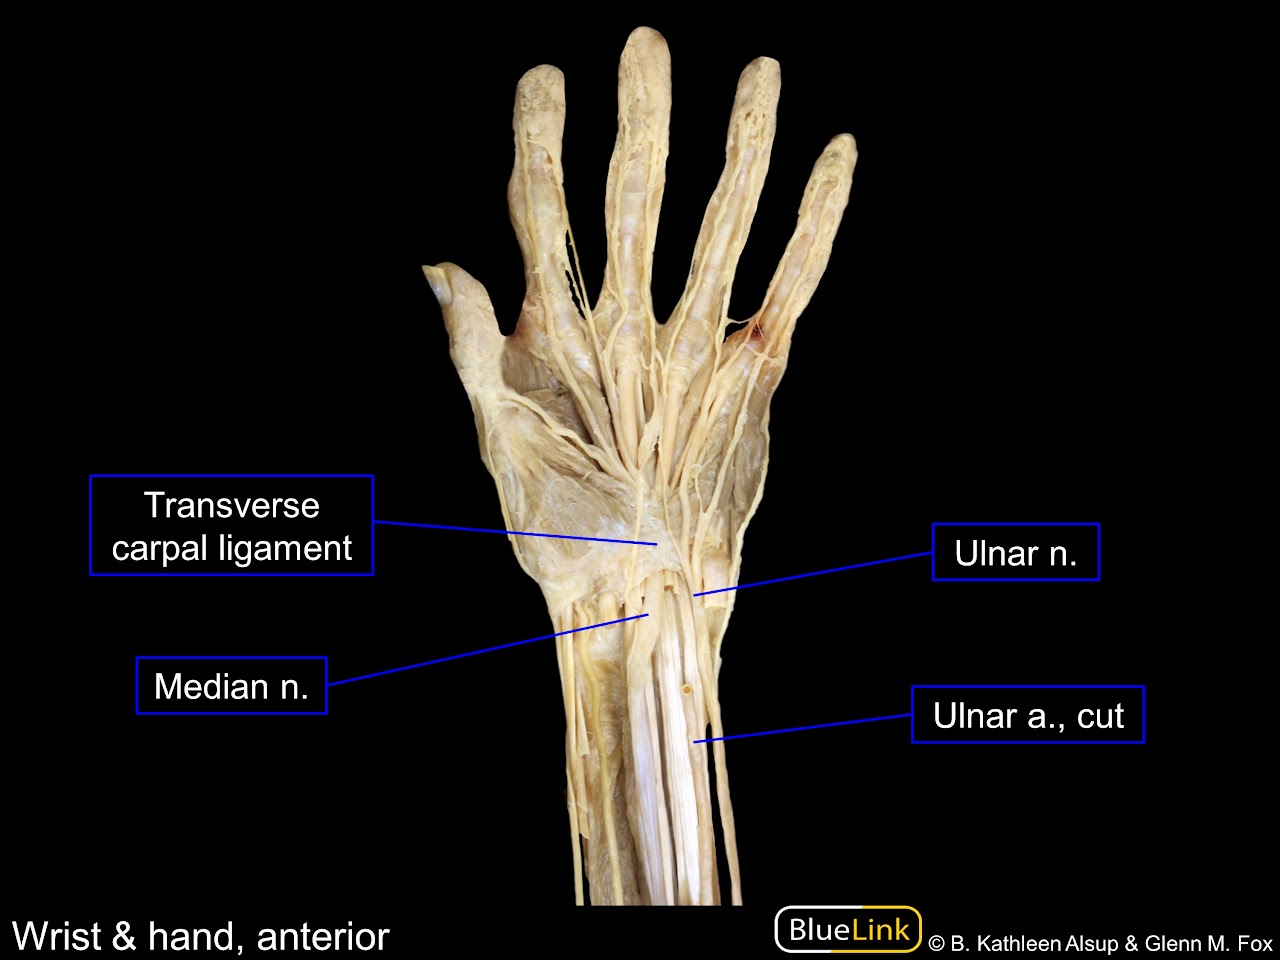 Transverse
carpal ligament
Ulnar n.
Median n.
Ulnar a., cut
Wrist & hand, anterior
BlueLink
© B. Kathleen Alsup & Glenn M. Fox